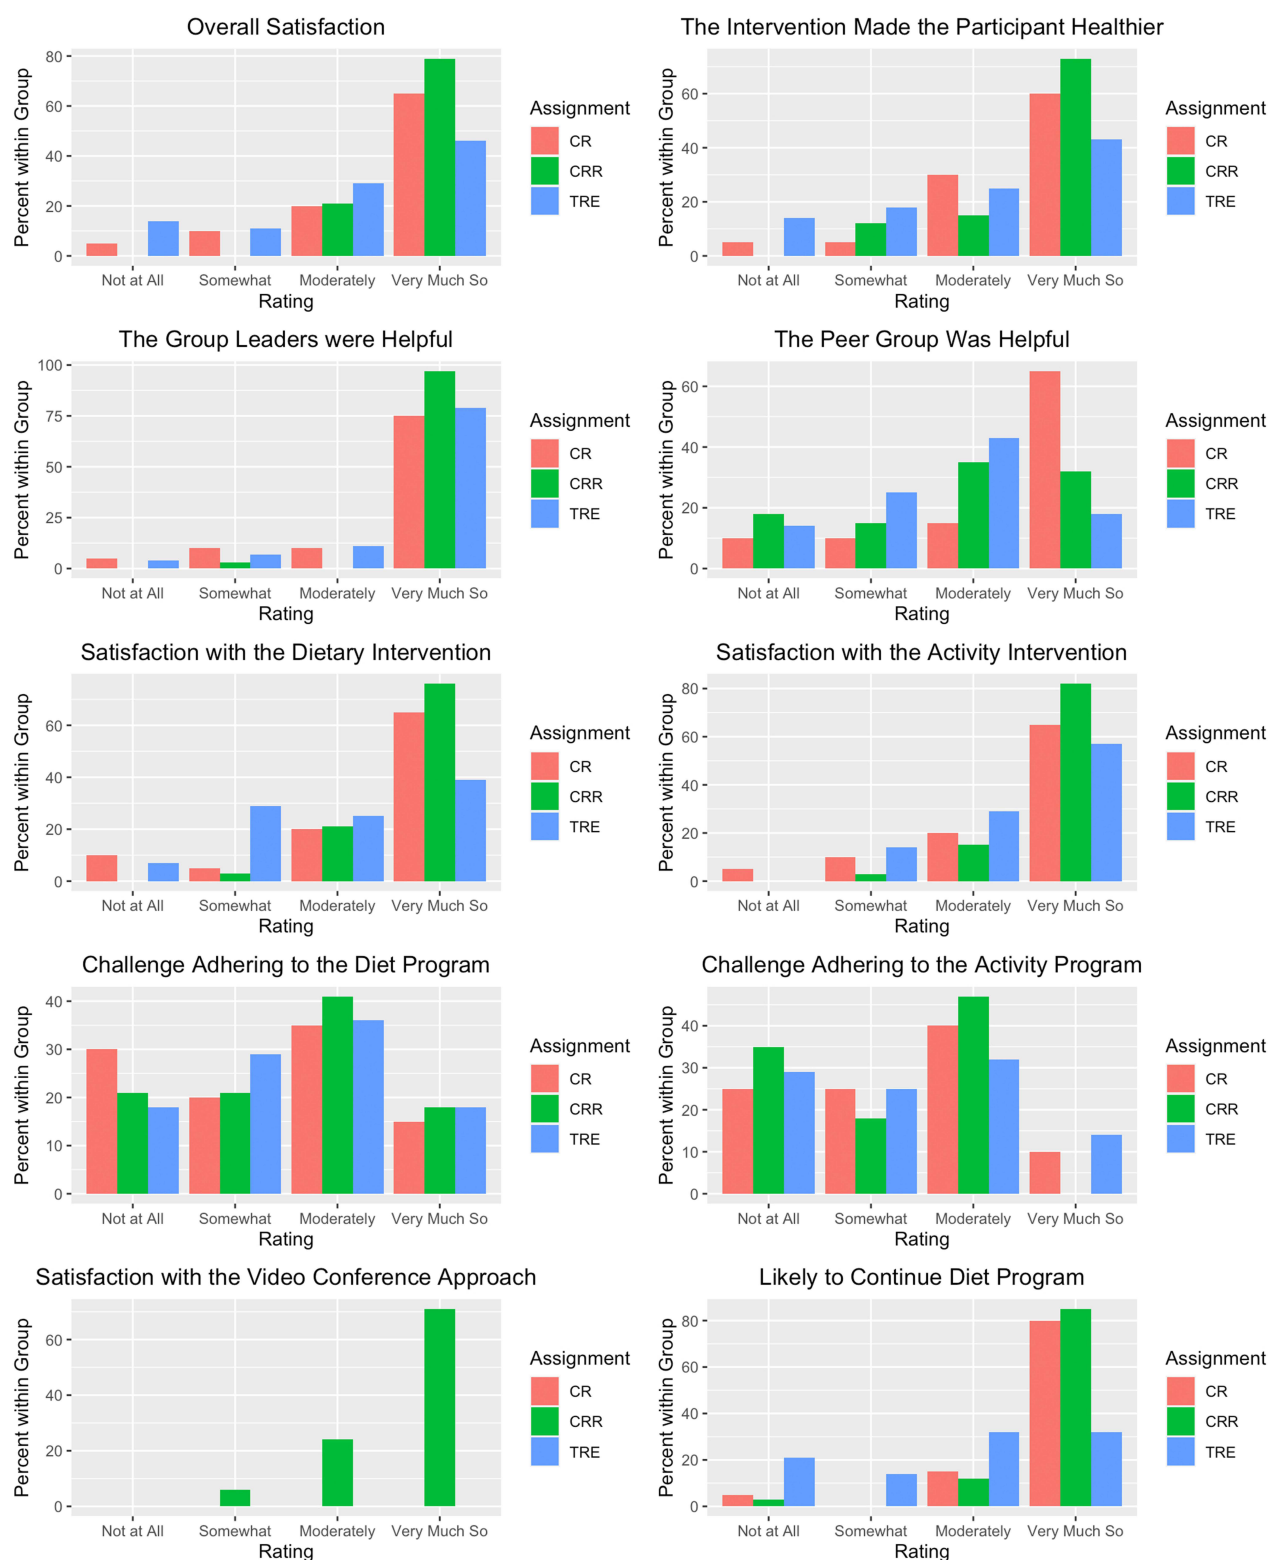 Overall Satisfaction
Percent within Group
80
60
40
20
0
Not at All Somewhat Moderately Very Much So
Rating
Assignment
CR
CRR
TRE
The Intervention Made the Participant Healthier
Percent within Group
60
40
20
0
Not at All Somewhat Moderately Very Much So
Rating
Assignment
CR
CRR
TRE
The Group Leaders were Helpful
Percent within Group
100
75
50
25
0
Not at All Somewhat Moderately Very Much So
Rating
Assignment
CR
CRR
TRE
The Peer Group Was Helpful
Percent within Group
60
40
20
0
Not at All Somewhat Moderately Very Much So
Rating
Assignment
CR
CRR
TRE
Satisfaction with the Dietary Intervention
Percent within Group
60
40
20
0
Not at All Somewhat Moderately Very Much So
Rating
Assignment
CR
CRR
TRE
Satisfaction with the Activity Intervention
Percent within Group
80
60
40
20
0
Not at All Somewhat Moderately Very Much So
Rating
Assignment
CR
CRR
TRE
Challenge Adhering to the Diet Program
Percent within Group
40
30
20
10
0
Not at All Somewhat Moderately Very Much So
Rating
Assignment
CR
CRR
TRE
Challenge Adhering to the Activity Program
Percent within Group
40
30
20
10
0
Not at All Somewhat Moderately Very Much So
Rating
Assignment
CR
CRR
TRE
Satisfaction with the Video Conference Approach
Percent within Group
60
40
20
0
Not at All Somewhat Moderately Very Much So
Rating
Assignment
CR
CRR
TRE
Likely to Continue Diet Program
Percent within Group
80
60
40
20
0
Not at All Somewhat Moderately Very Much So
Rating
Assignment
CR
CRR
TRE